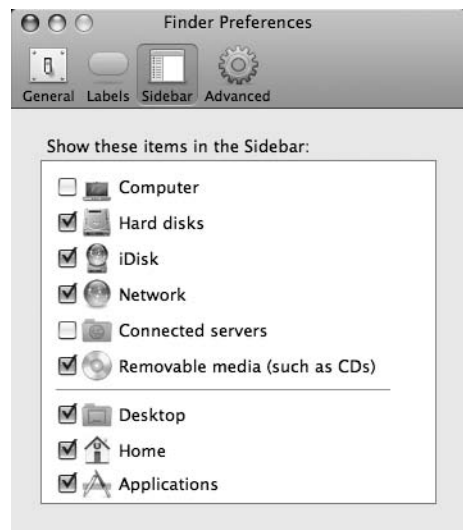 Finder Preferences
General Labels Sidebar Advanced
Show these items in the Sidebar:
Computer
Hard disks
iDisk
Network
Connected servers
Removable media (such as CDs)
Desktop
Home
Applications